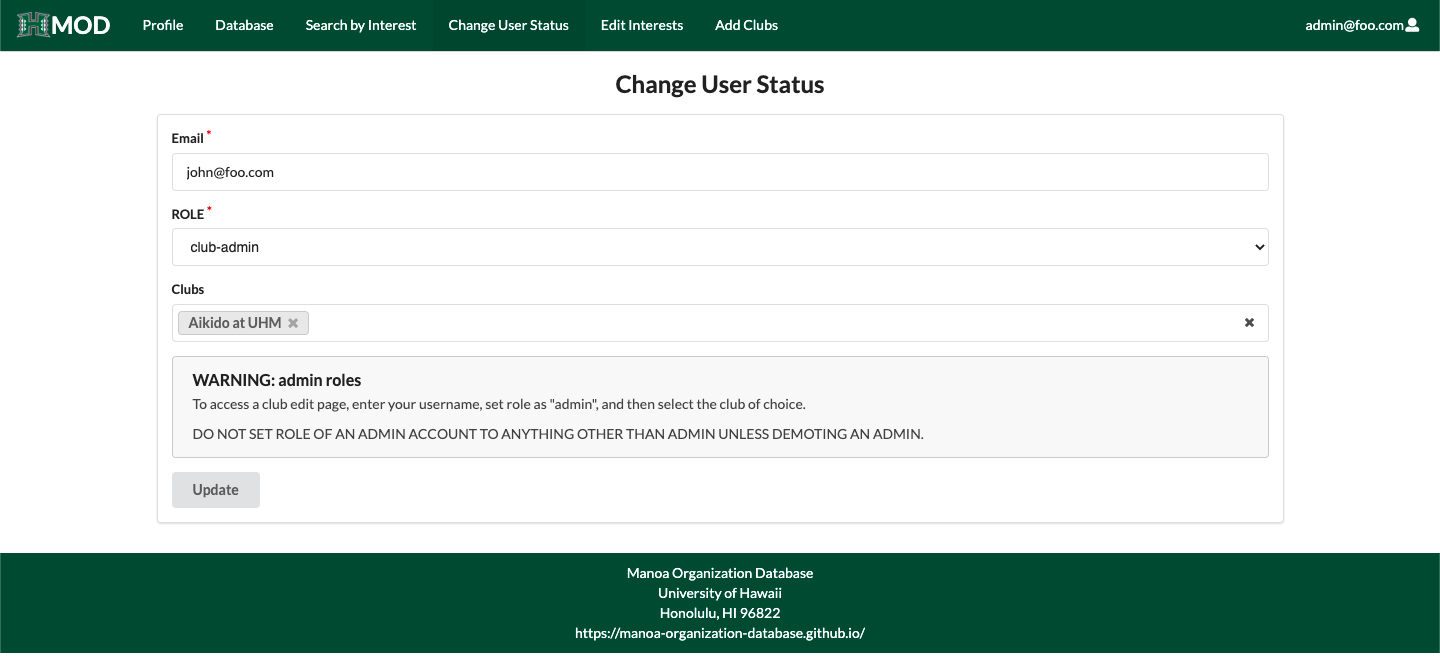 MOD Profile Database Search by Interest Change User Status Edit Interests Add Clubs admin@foo.com
Change User Status
Email *
john@foo.com
ROLE *
club-admin
Clubs
Aikido at UHM
WARNING: admin roles
To access a club edit page, enter your username, set role as "admin", and then select the club of choice.
DO NOT SET ROLE OF AN ADMIN ACCOUNT TO ANYTHING OTHER THAN ADMIN UNLESS DEMOTING AN ADMIN.
Update
Manoa Organization Database
University of Hawaii
Honolulu, HI 96822
https://manoa-organization-database.github.io/